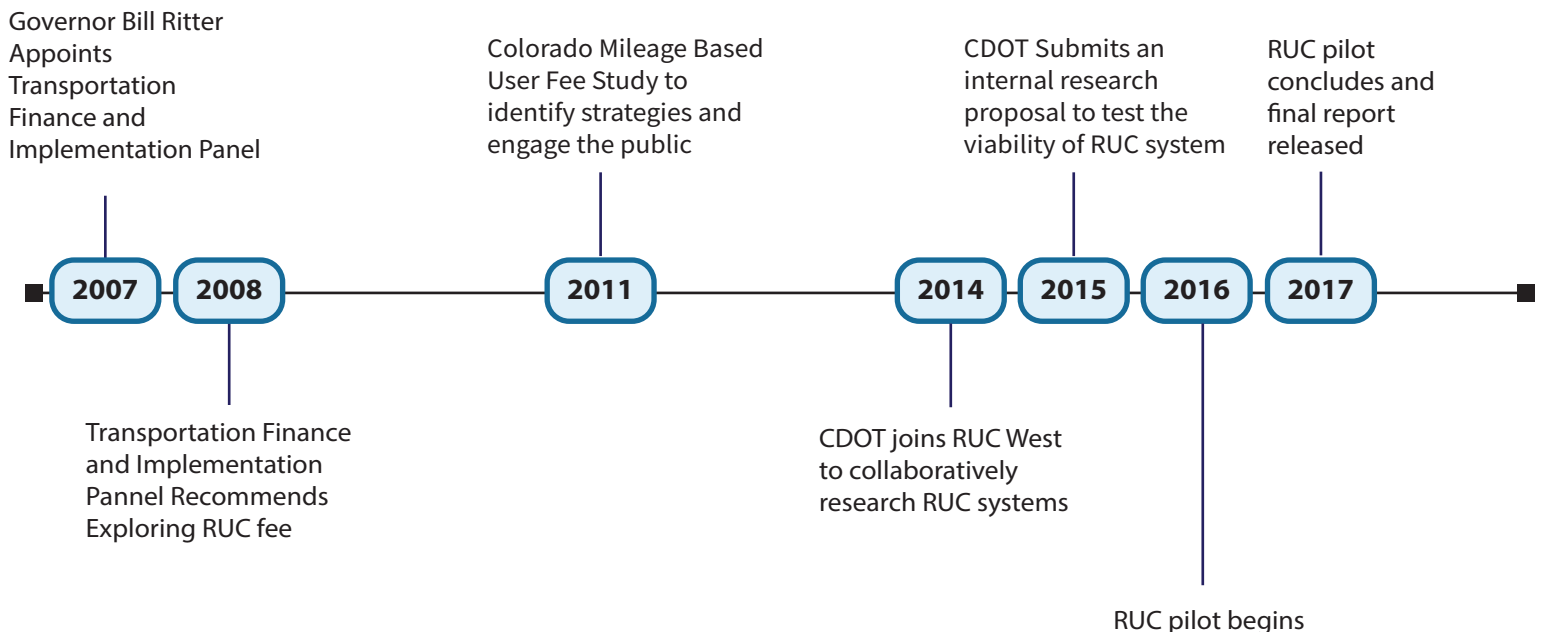 Governor Bill Ritter
Appoints
Transportation
Finance and
Implementation Panel
Colorado Mileage Based
User Fee Study to
identify strategies and
engage the public
CDOT Submits an
internal research
proposal to test the
viability of RUC system
RUC pilot
concludes and
final report
released
2007
2008
2011
2014
2015
2016
2017
Transportation Finance
and Implementation
Pannel Recommends
Exploring RUC fee
CDOT joins RUC West
to collaboratively
research RUC systems
RUC pilot begins